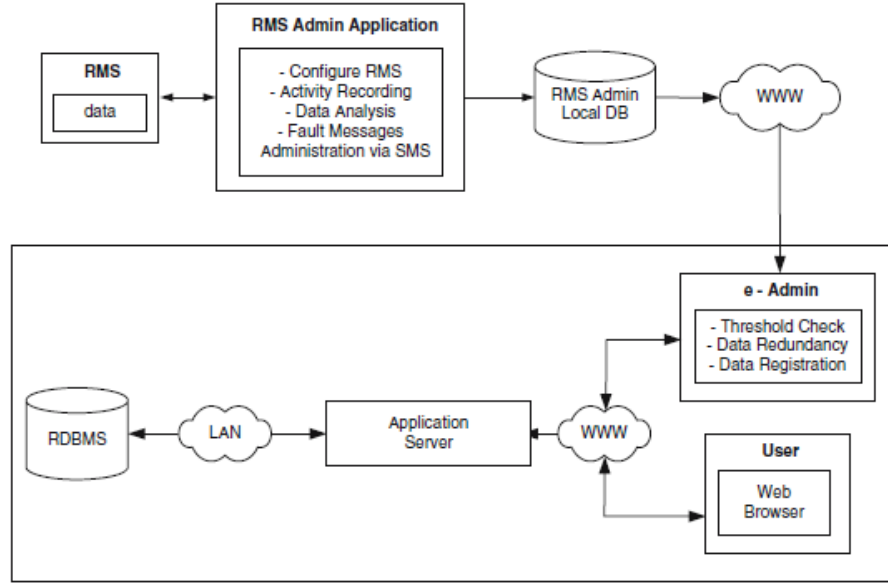 RMS Admin Application
RMS
data
- Configure RMS
- Activity Recording
- Data Analysis
- Fault Messages
Administration via SMS
RMS Admin
Local DB
WWW
e - Admin
- Threshold Check
- Data Redundancy
- Data Registration
RDBMS
LAN
Application
Server
WWW
User
Web
Browser